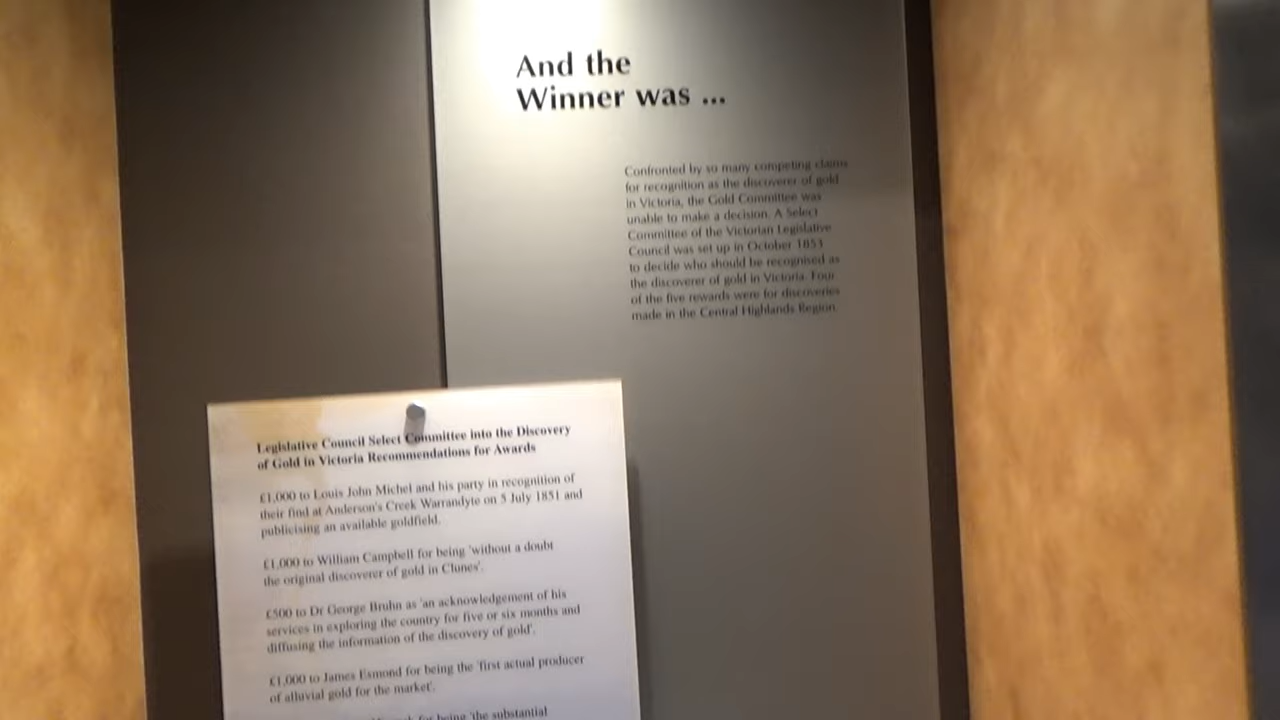 And the
Winner was ...
Confronted by so many competing claims
for recognition as the discoverer of gold
in Victoria, the Gold Committee was
unable to make a decision. A Select
Committee of the Victorian Legislative
Council was set up in October 1853
to decide who should be recognised as
the discoverer of gold in Victoria. Four
of the five rewards were for discoveries
made in the Central Highlands Region.
Legislative Council Select Committee into the Discovery
of Gold in Victoria Recommendations for Awards
£1,000 to Louis John Michel and his party in recognition of
their find at Anderson's Creek Warrandyte on 5 July 1851 and
publicising an available goldfield.
£1,000 to William Campbell for being 'without a doubt
the original discoverer of gold in Clunes'.
£500 to Dr George Bruhn as 'an acknowledgement of his
services in exploring the country for five or six months and
diffusing the information of the discovery of gold'.
£1,000 to James Esmond for being the 'first actual producer
of alluvial gold for the market'.
for being 'the substantial